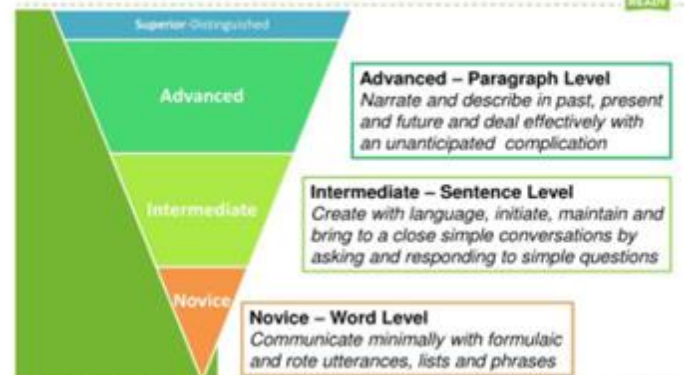 READY
Superior-Distinguished
Advanced
Advanced – Paragraph Level
Narrate and describe in past, present
and future and deal effectively with
an unanticipated complication
Intermediate
Intermediate – Sentence Level
Create with language, initiate, maintain and
bring to a close simple conversations by
asking and responding to simple questions
Novice
Novice – Word Level
Communicate minimally with formulaic
and rote utterances, lists and phrases